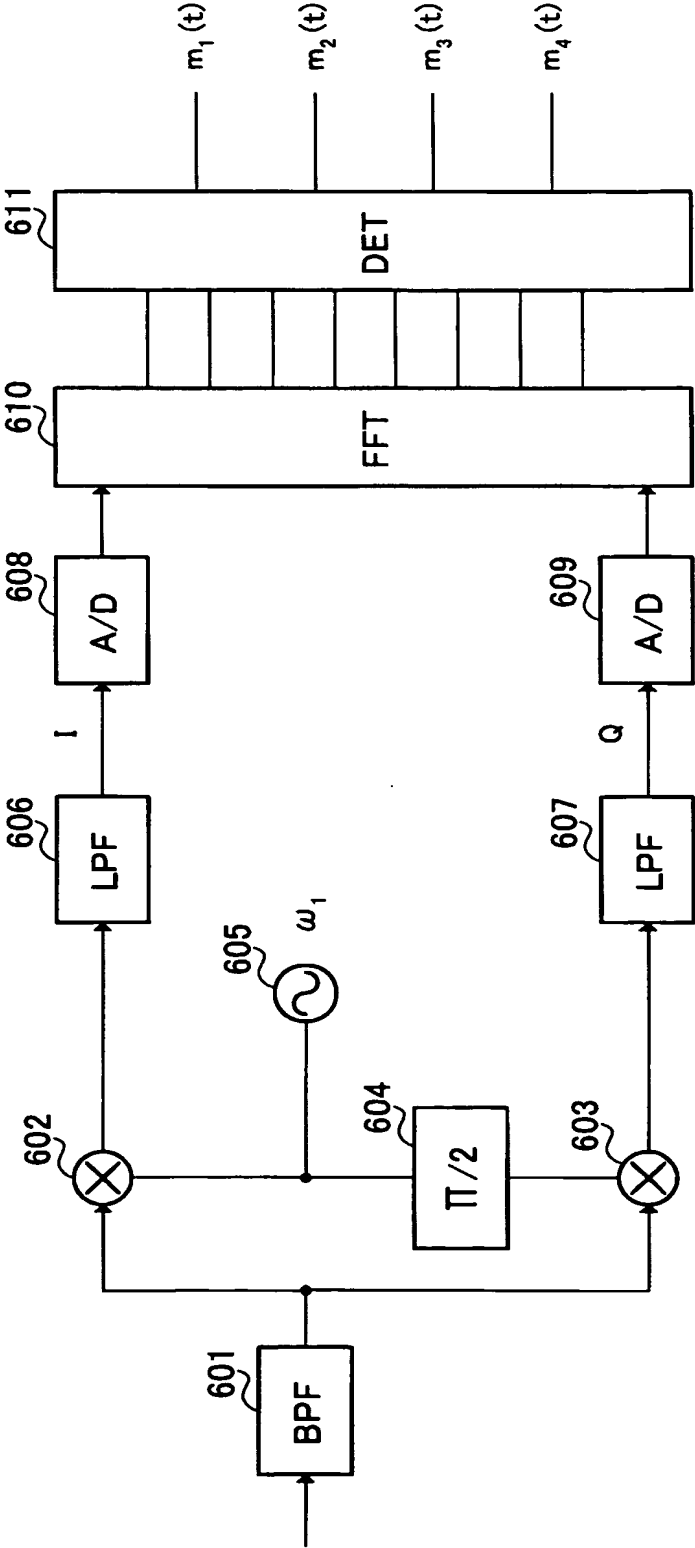 601
BPF
602
603
604
π/2
605
ω₁
606
LPF
I
607
LPF
Q
608
A/D
609
A/D
610
FFT
611
DET
m₁(t)
m₂(t)
m₃(t)
m₄(t)